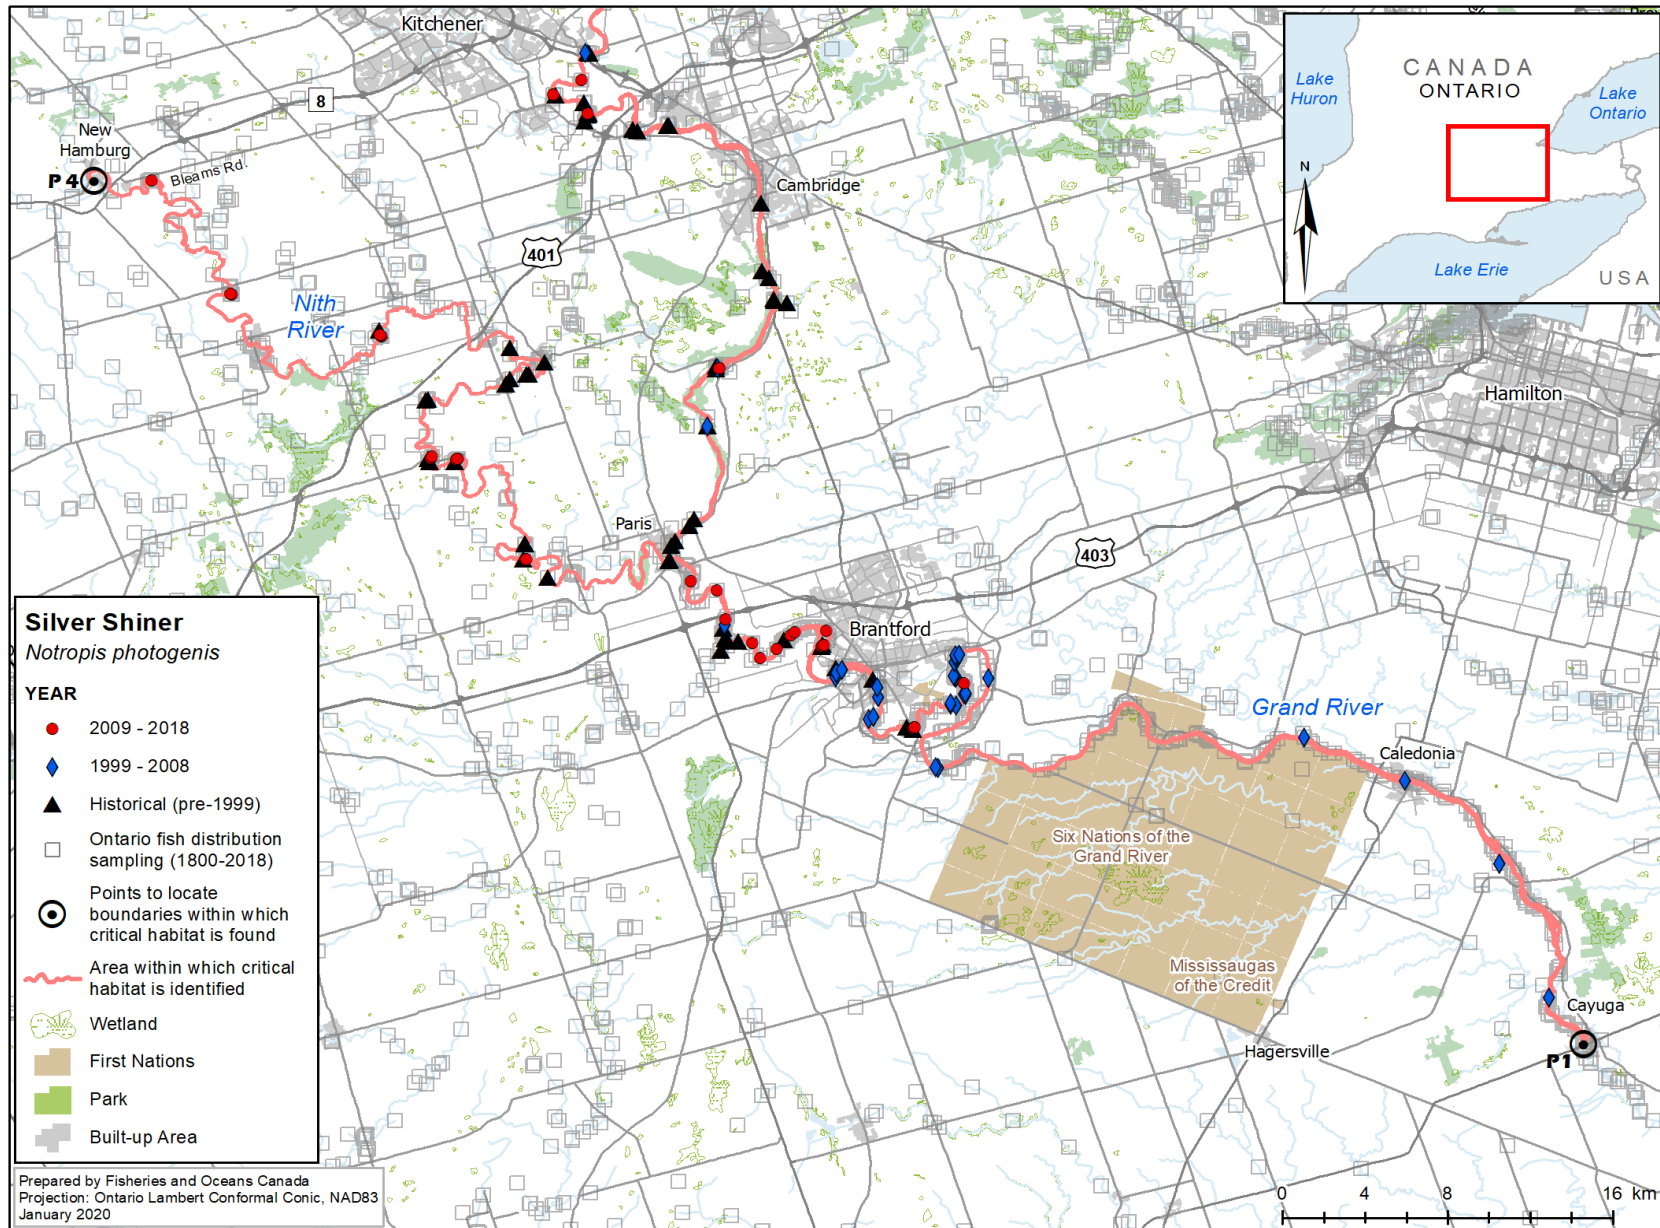 Kitchener
8
New
Hamburg
P 4
Bleams Rd.
Cambridge
401
Nith
River
Paris
Hamilton
403
Brantford
Grand River
Caledonia
Six Nations of the
Grand River
Mississaugas
of the Credit
Cayuga
P 1
Hagersville
CANADA
ONTARIO
Lake
Huron
Lake
Ontario
Lake Erie
USA
N
Silver Shiner
Notropis photogenis
YEAR
2009 - 2018
1999 - 2008
Historical (pre-1999)
Ontario fish distribution
sampling (1800-2018)
Points to locate
boundaries within which
critical habitat is found
Area within which critical
habitat is identified
Wetland
First Nations
Park
Built-up Area
Prepared by Fisheries and Oceans Canada
Projection: Ontario Lambert Conformal Conic, NAD83
January 2020
0 4 8 16 km